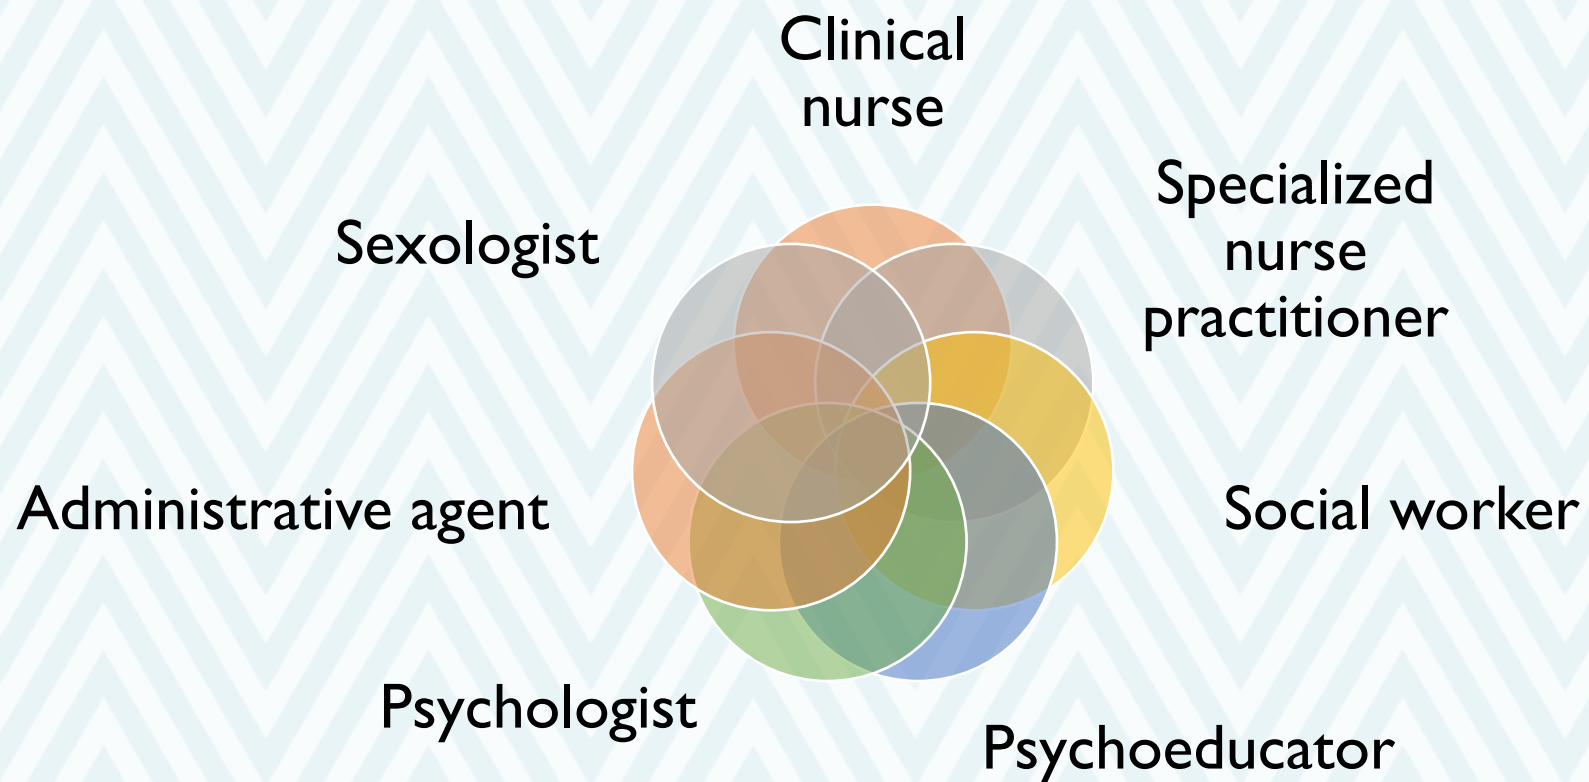 Clinical
nurse
Specialized
nurse
practitioner
Sexologist
Administrative agent
Social worker
Psychologist
Psychoeducator